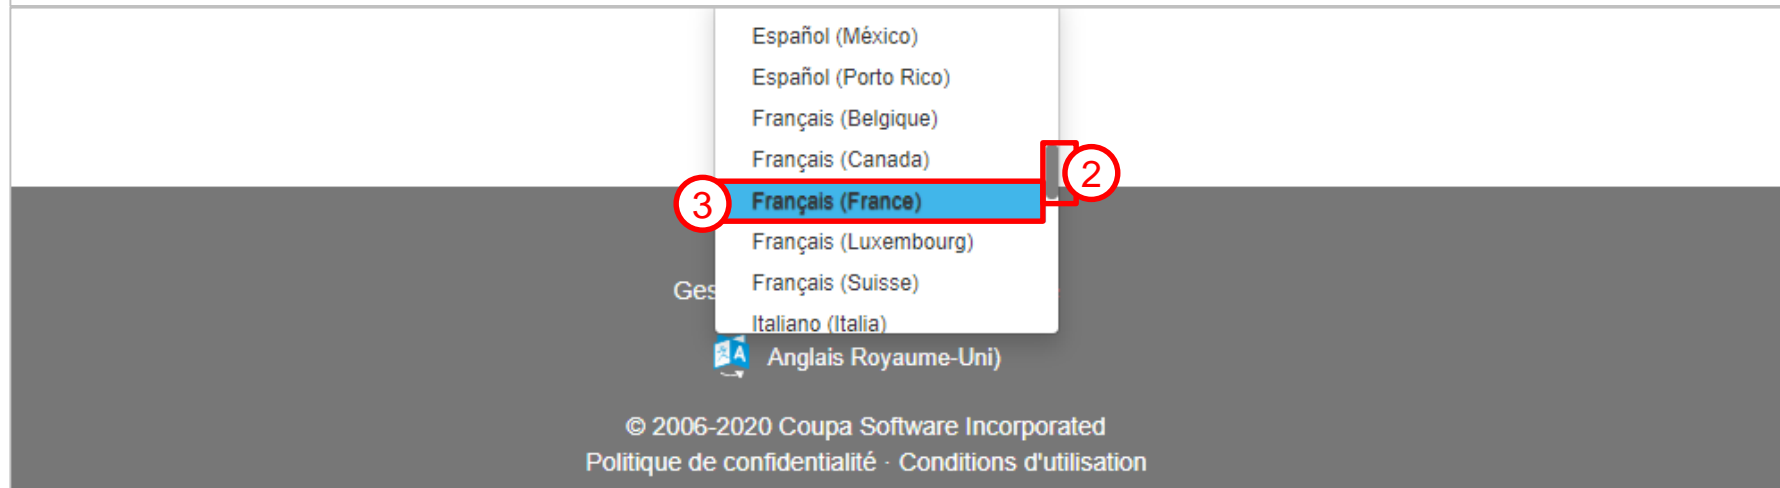 Español (México)
Español (Porto Rico)
Français (Belgique)
Français (Canada)
2
3
Français (France)
Français (Luxembourg)
Français (Suisse)
Ges
Italiano (Italia)
Anglais Royaume-Uni)
© 2006-2020 Coupa Software Incorporated
Politique de confidentialité · Conditions d'utilisation